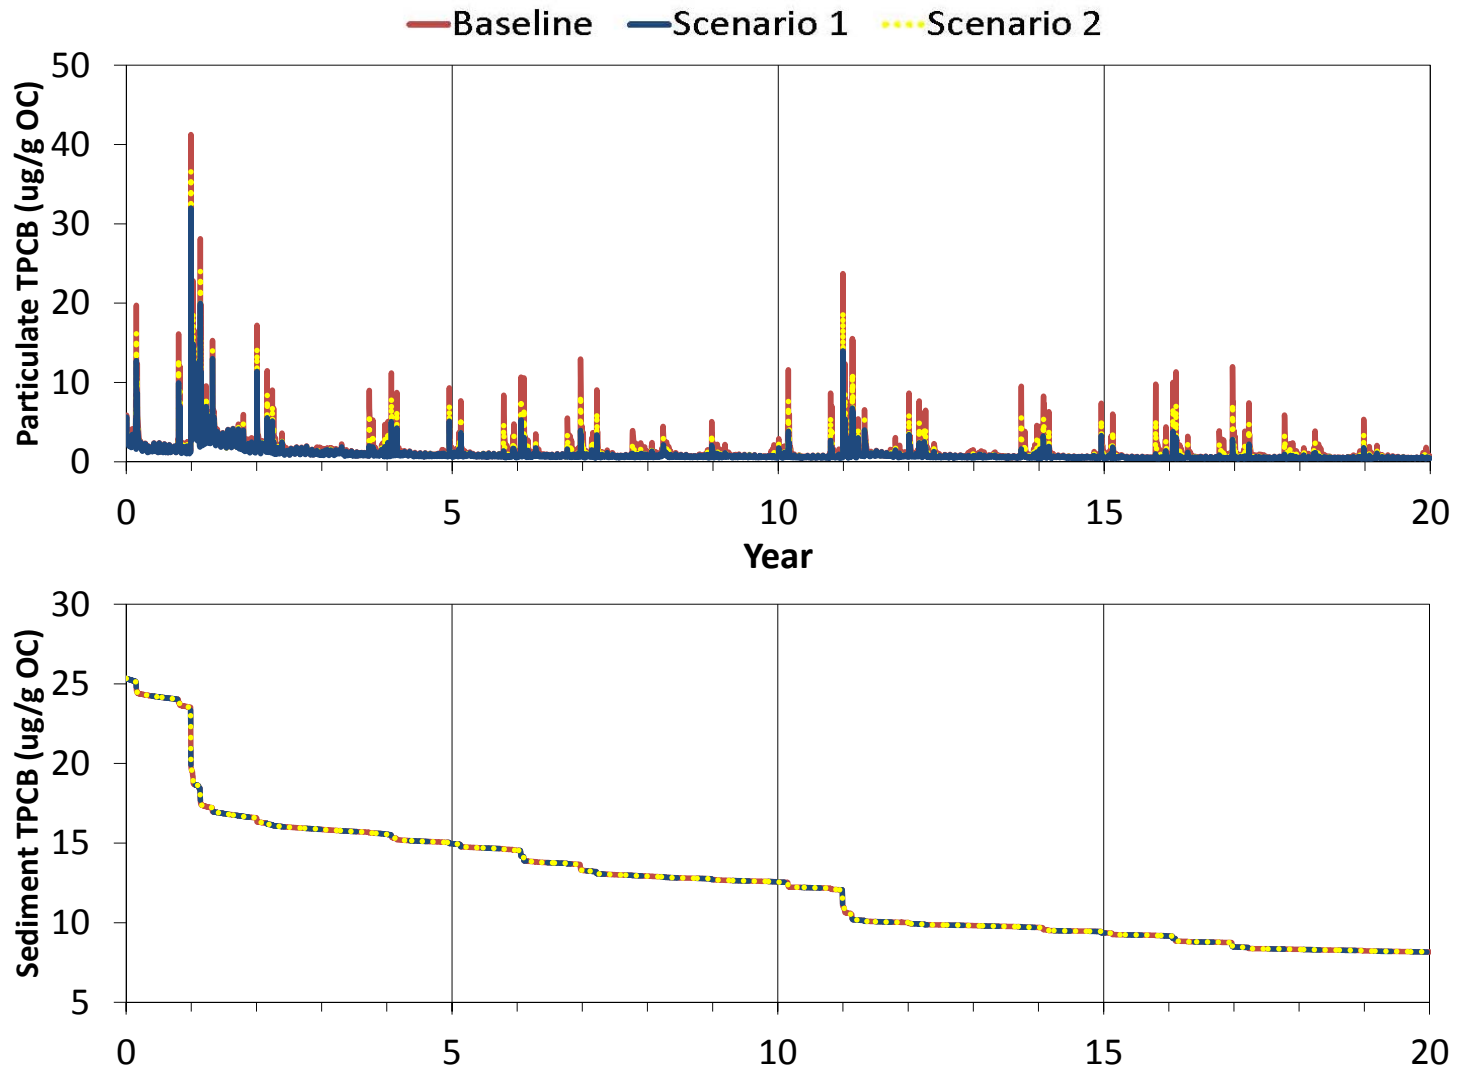 Baseline Scenario 1 Scenario 2
Particulate TPCB (ug/g OC)
50
40
30
20
10
0
0 5 10 15 20
Year
Sediment TPCB (ug/g OC)
30
25
20
15
10
5
0 5 10 15 20